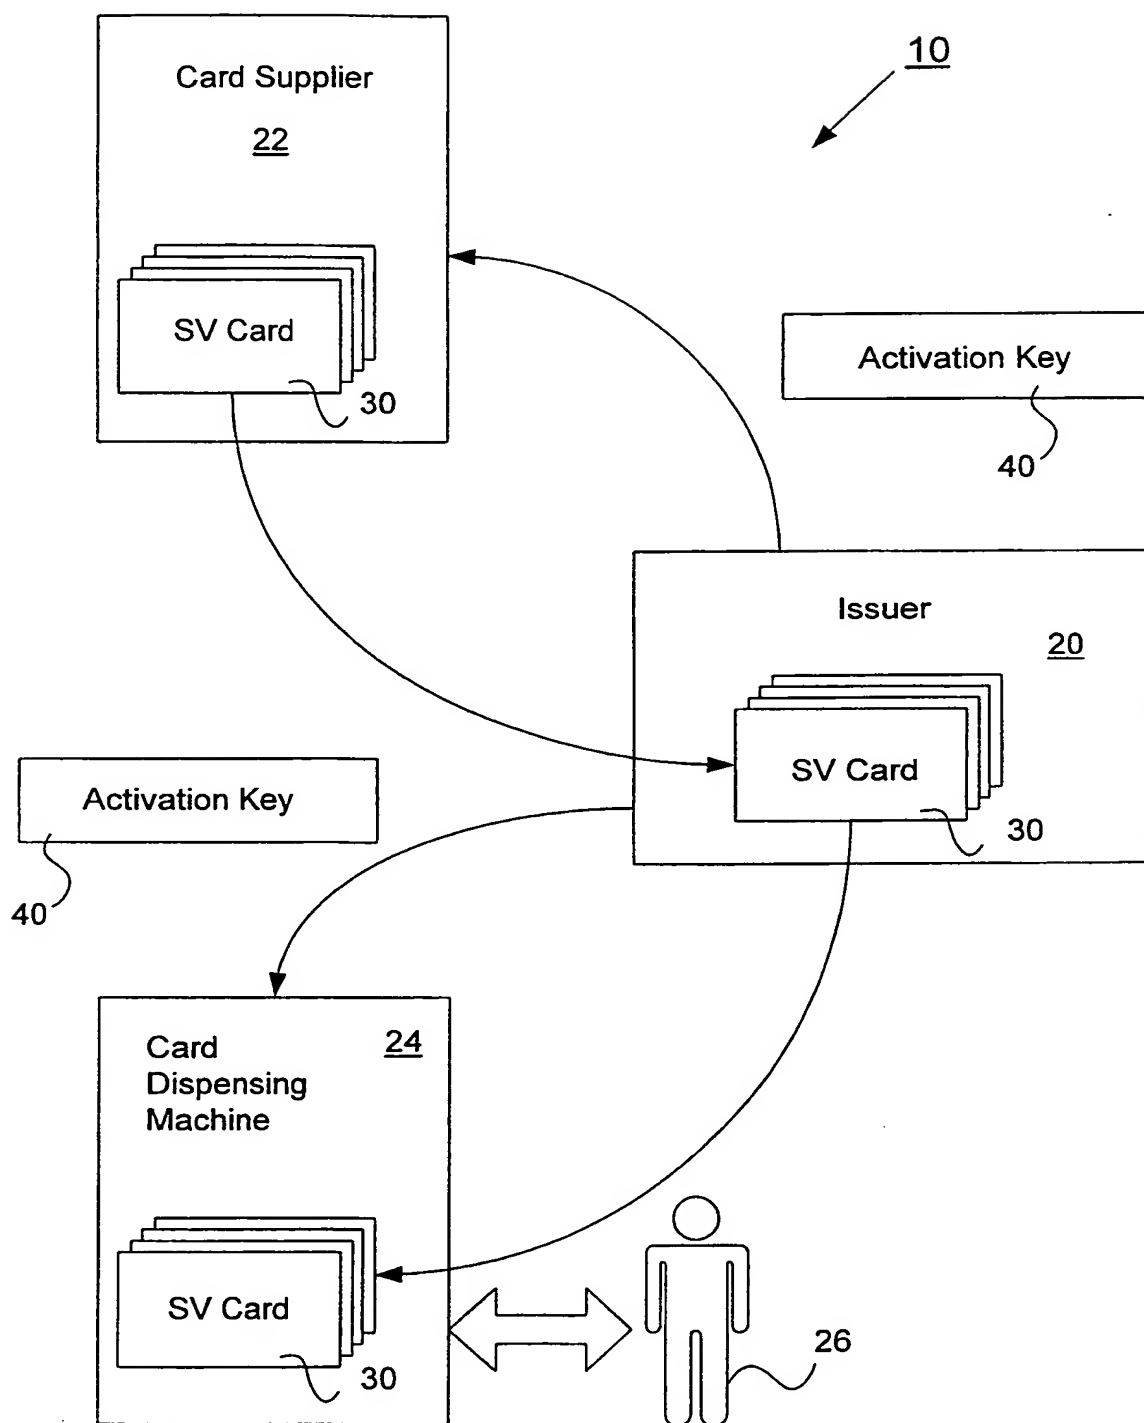 10
Card Supplier
22
SV Card
30
Activation Key
40
Issuer
20
SV Card
30
Activation Key
40
Card
Dispensing
Machine
24
SV Card
30
26